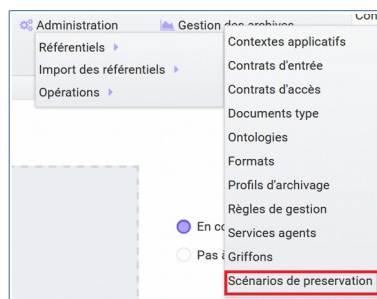 Administration
Gestion des archives
Référentiels
Import des référentiels
Opérations
Contextes applicatifs
Contrats d'entrée
Contrats d'accès
Documents type
Ontologies
Formats
Profils d'archivage
Règles de gestion
Services agents
Griffons
Scénarios de preservation
En co
Pas